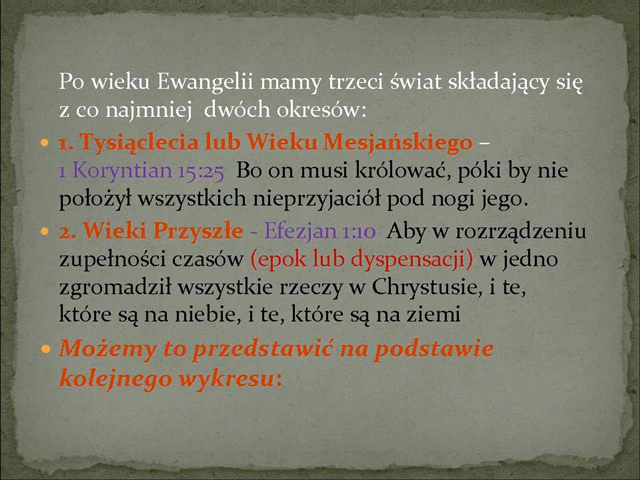 Po wieku Ewangelii mamy trzeci świat składający się
z co najmniej dwóch okresów:
• 1. Tysiąclecia lub Wieku Mesjańskiego –
1 Koryntian 15:25 Bo on musi królować, póki by nie
położył wszystkich nieprzyjaciół pod nogi jego.
• 2. Wieki Przyszłe - Efezjan 1:10 Aby w rozrządzeniu
zupełności czasów (epok lub dyspensacji) w jedno
zgromadził wszystkie rzeczy w Chrystusie, i te,
które są na niebie, i te, które są na ziemi
• Możemy to przedstawić na podstawie
kolejnego wykresu: